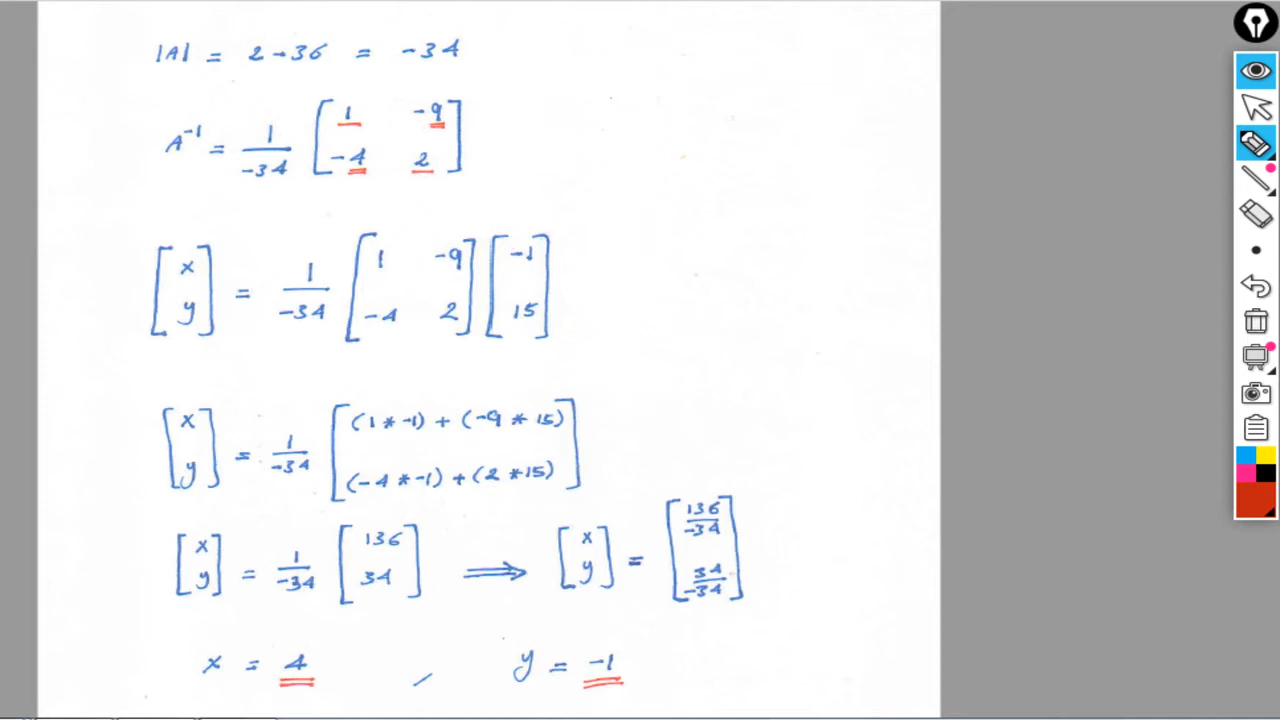 |A| = 2 - 36 = -34
A⁻¹ = 1/-34 [1 -9; -4 2]
[x; y] = 1/-34 [1 -9; -4 2] [-1; 15]
[x; y] = 1/-34 [(1 * -1) + (-9 * 15); (-4 * -1) + (2 * 15)]
[x; y] = 1/-34 [136; 34] ⟹ [x; y] = [136/-34; 34/-34]
x = 4 , y = -1